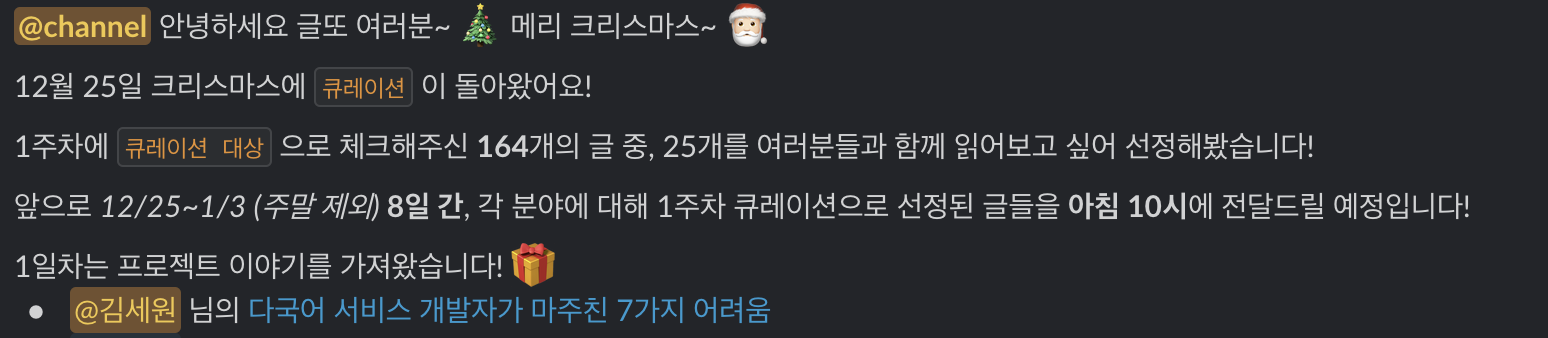 @channel 안녕하세요 글또 여러분~ 🎄 메리 크리스마스~ 🎅
12월 25일 크리스마스에 큐레이션 이 돌아왔어요!
1주차에 큐레이션 대상 으로 체크해주신 164개의 글 중, 25개를 여러분들과 함께 읽어보고 싶어 선정해봤습니다!
앞으로 12/25~1/3 (주말 제외) 8일 간, 각 분야에 대해 1주차 큐레이션으로 선정된 글들을 아침 10시에 전달드릴 예정입니다!
1일차는 프로젝트 이야기를 가져왔습니다! 🎁
• @김세원 님의 다국어 서비스 개발자가 마주친 7가지 어려움